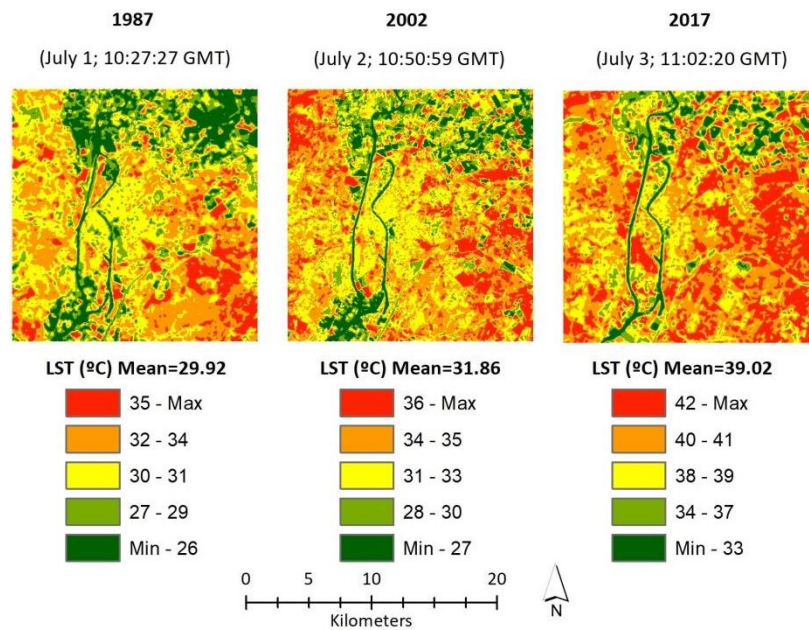 1987
(July 1; 10:27:27 GMT)
2002
(July 2; 10:50:59 GMT)
2017
(July 3; 11:02:20 GMT)
LST (ºC) Mean=29.92
35 - Max
32 - 34
30 - 31
27 - 29
Min - 26
LST (ºC) Mean=31.86
36 - Max
34 - 35
31 - 33
28 - 30
Min - 27
LST (ºC) Mean=39.02
42 - Max
40 - 41
38 - 39
34 - 37
Min - 33
0 5 10 20
Kilometers
N